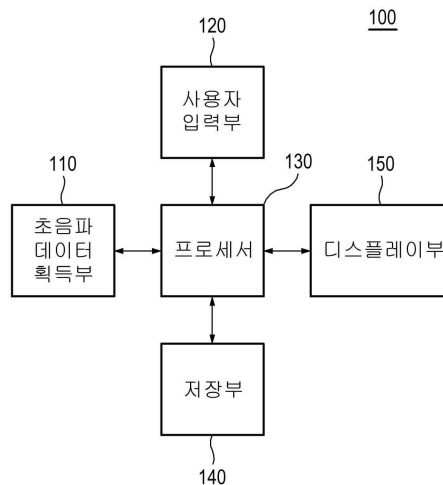 100
120
사용자
입력부
110
130
150
초음파
데이터
획득부
프로세서
디스플레이부
저장부
140